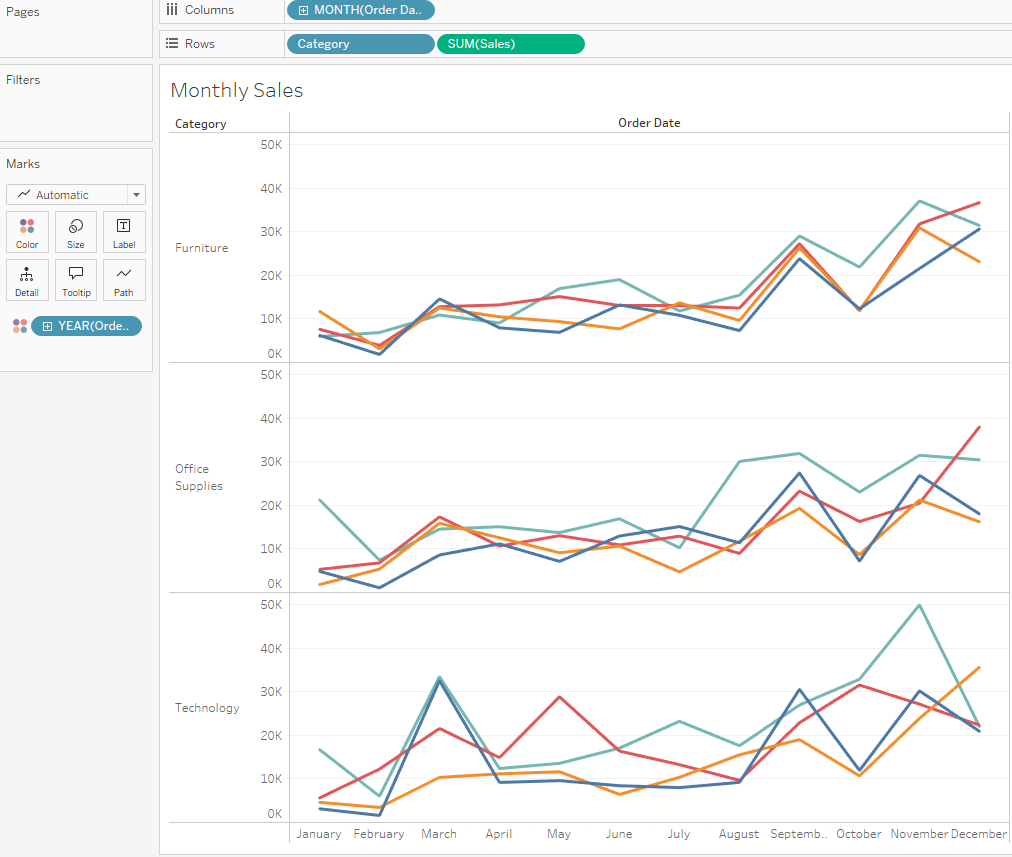 Pages
Columns
MONTH(Order Da..
Rows
Category
SUM(Sales)
Filters
Marks
Automatic
Color
Size
Label
Detail
Tooltip
Path
YEAR(Orde..
Monthly Sales
Category
Order Date
Furniture
50K
40K
30K
20K
10K
0K
Office
Supplies
50K
40K
30K
20K
10K
0K
Technology
50K
40K
30K
20K
10K
0K
January February March April May June July August Septemb.. October November December